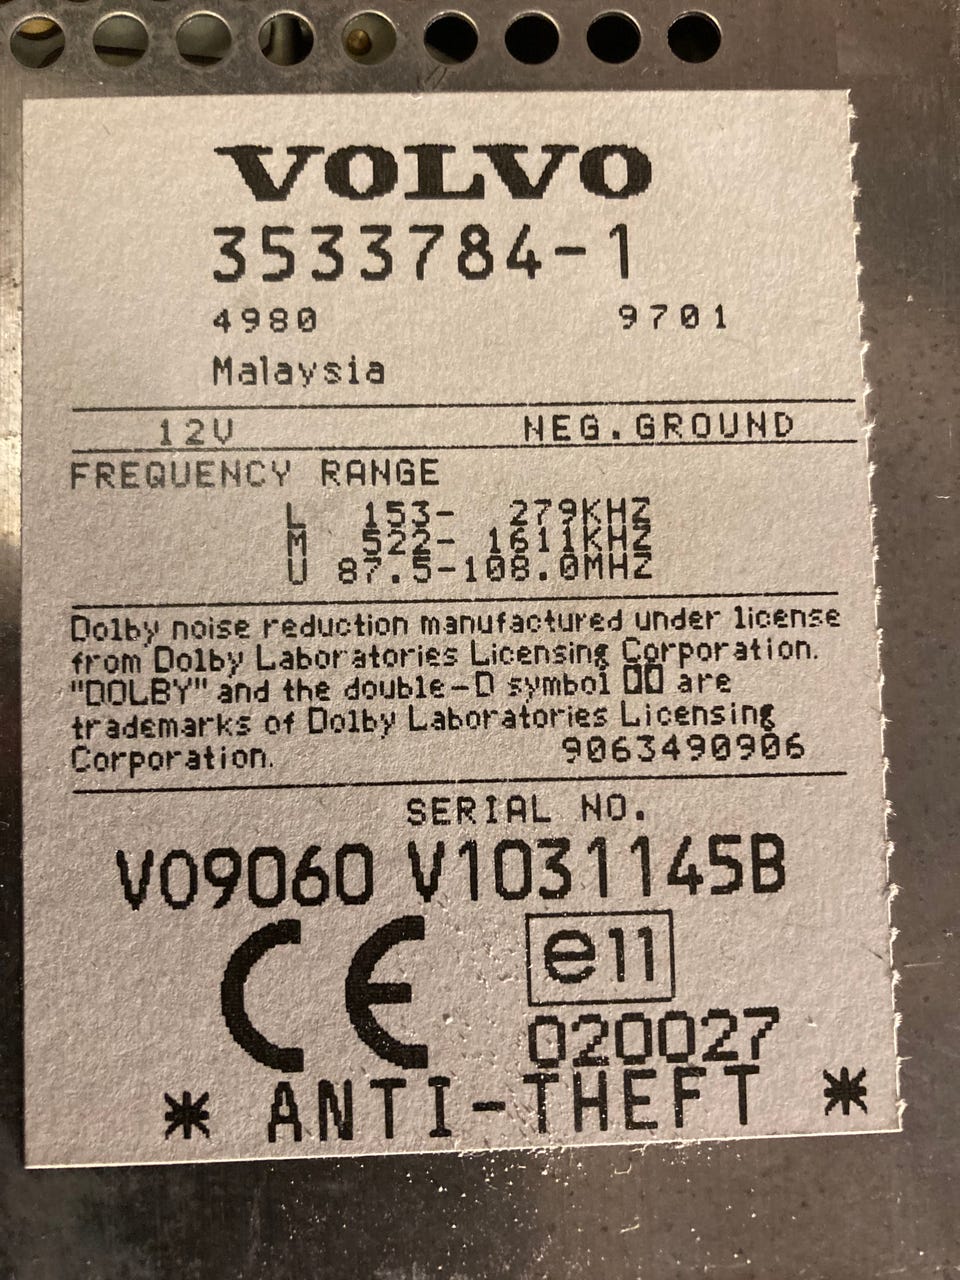 VOLVO
3533784-1
4980 9701
Malaysia
12V NEG.GROUND
FREQUENCY RANGE
L 153- 279KHZ
M 522- 1611KHZ
U 87.5-108.0MHZ
Dolby noise reduction manufactured under license
from Dolby Laboratories Licensing Corporation.
"DOLBY" and the double-D symbol are
trademarks of Dolby Laboratories Licensing
Corporation. 9063490906
SERIAL NO.
VO9060 V1031145B
CE e11
020027
* ANTI-THEFT *